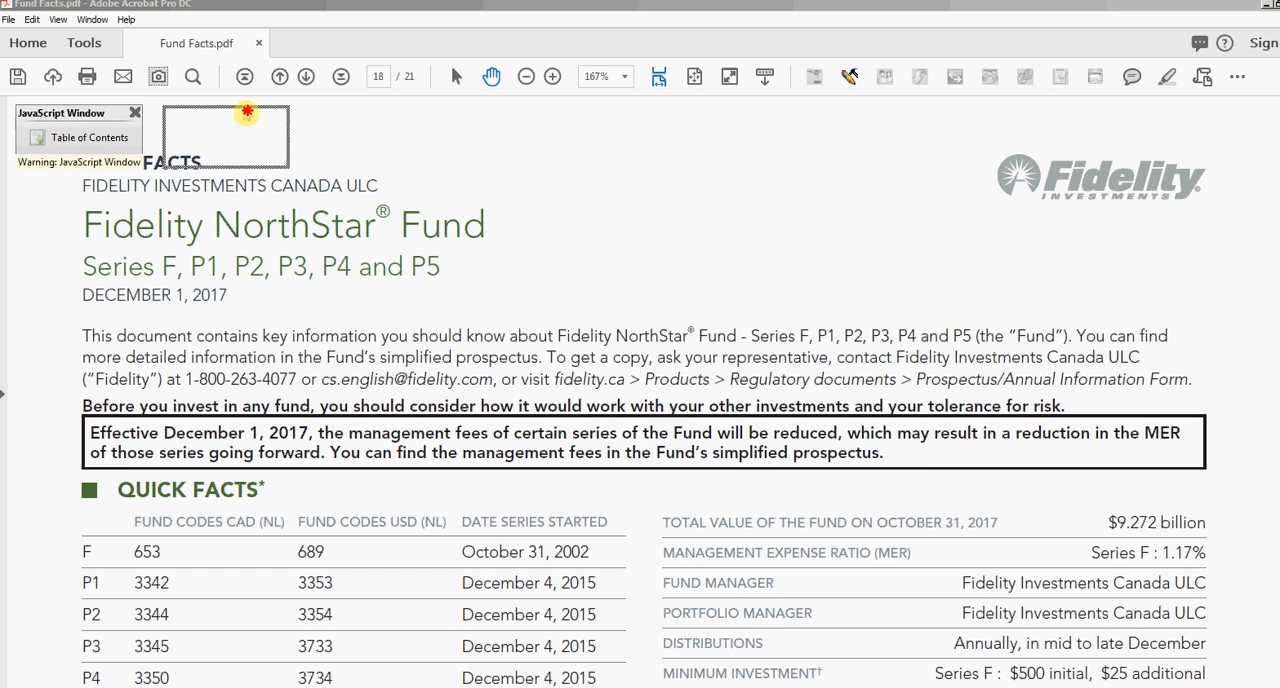 Fund Facts.pdf - Adobe Acrobat Pro DC
File Edit View Window Help
Home Tools Fund Facts.pdf × ? Sign
18 / 21 167%
JavaScript Window
Table of Contents
Warning: JavaScript Window
FACTS
FIDELITY INVESTMENTS CANADA ULC
Fidelity INVESTMENTS
Fidelity NorthStar® Fund
Series F, P1, P2, P3, P4 and P5
DECEMBER 1, 2017
This document contains key information you should know about Fidelity NorthStar® Fund - Series F, P1, P2, P3, P4 and P5 (the “Fund”). You can find
more detailed information in the Fund’s simplified prospectus. To get a copy, ask your representative, contact Fidelity Investments Canada ULC
(“Fidelity”) at 1-800-263-4077 or cs.english@fidelity.com, or visit fidelity.ca > Products > Regulatory documents > Prospectus/Annual Information Form.
Before you invest in any fund, you should consider how it would work with your other investments and your tolerance for risk.
Effective December 1, 2017, the management fees of certain series of the Fund will be reduced, which may result in a reduction in the MER
of those series going forward. You can find the management fees in the Fund’s simplified prospectus.
QUICK FACTS*
FUND CODES CAD (NL) FUND CODES USD (NL) DATE SERIES STARTED
F 653 689 October 31, 2002
P1 3342 3353 December 4, 2015
P2 3344 3354 December 4, 2015
P3 3345 3733 December 4, 2015
P4 3350 3734 December 4, 2015
TOTAL VALUE OF THE FUND ON OCTOBER 31, 2017 $9.272 billion
MANAGEMENT EXPENSE RATIO (MER) Series F : 1.17%
FUND MANAGER Fidelity Investments Canada ULC
PORTFOLIO MANAGER Fidelity Investments Canada ULC
DISTRIBUTIONS Annually, in mid to late December
MINIMUM INVESTMENT† Series F : $500 initial, $25 additional